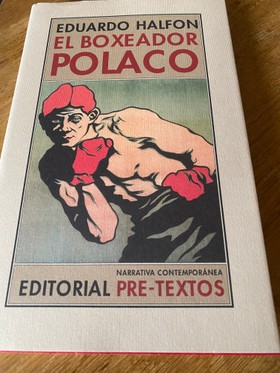 EDUARDO HALFON
EL BOXEADOR
POLACO
NARRATIVA CONTEMPORÁNEA
EDITORIAL PRE-TEXTOS